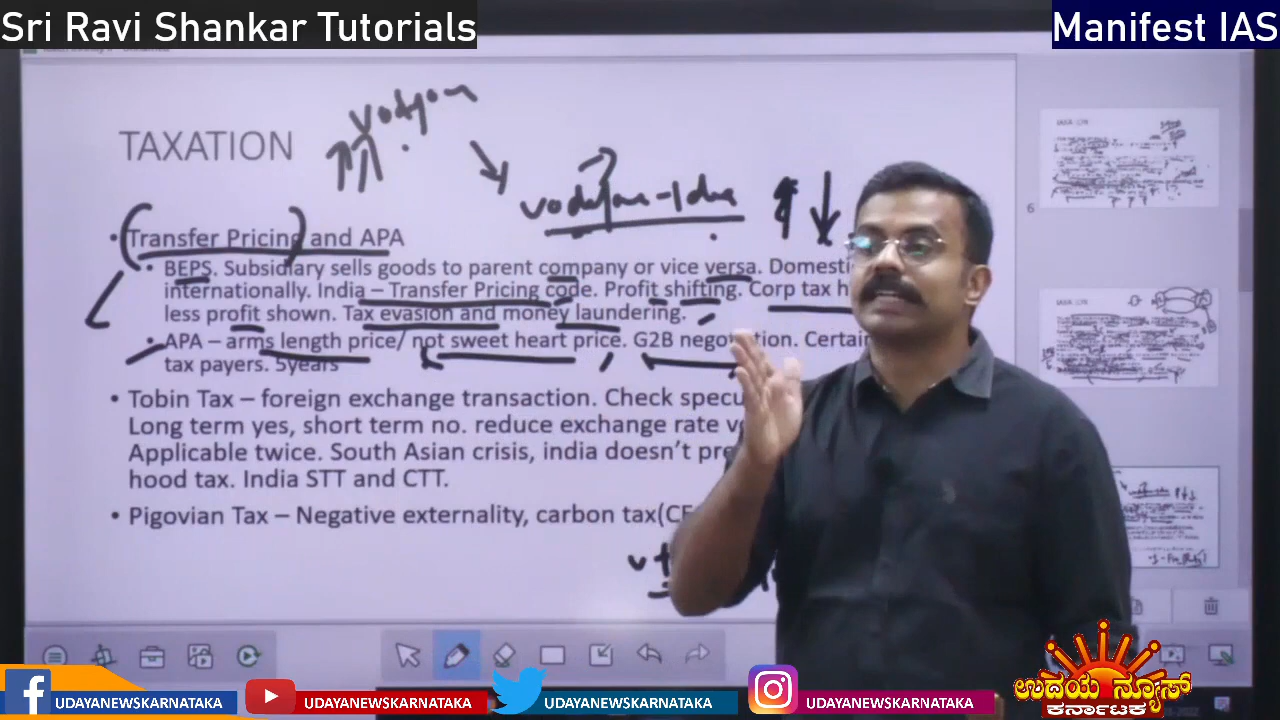 Sri Ravi Shankar Tutorials
Manifest IAS
TAXATION
vodafone
vodafone-Idea
• Transfer Pricing and APA
• BEPS. Subsidiary sells goods to parent company or vice versa. Domesti
internationally. India – Transfer Pricing code. Profit shifting. Corp tax h
less profit shown. Tax evasion and money laundering.
• APA – arms length price/ not sweet heart price. G2B negotiation. Certain
tax payers. 5years
• Tobin Tax – foreign exchange transaction. Check specu
Long term yes, short term no. reduce exchange rate vo
Applicable twice. South Asian crisis, india doesn't pre
hood tax. India STT and CTT.
• Pigovian Tax – Negative externality, carbon tax(CE
6
UDAYANEWSKARNATAKA
UDAYANEWSKARNATAKA
UDAYANEWSKARNATAKA
UDAYANEWSKARNATAKA
ಉದಯ ನ್ಯೂಸ್
ಕರ್ನಾಟಕ